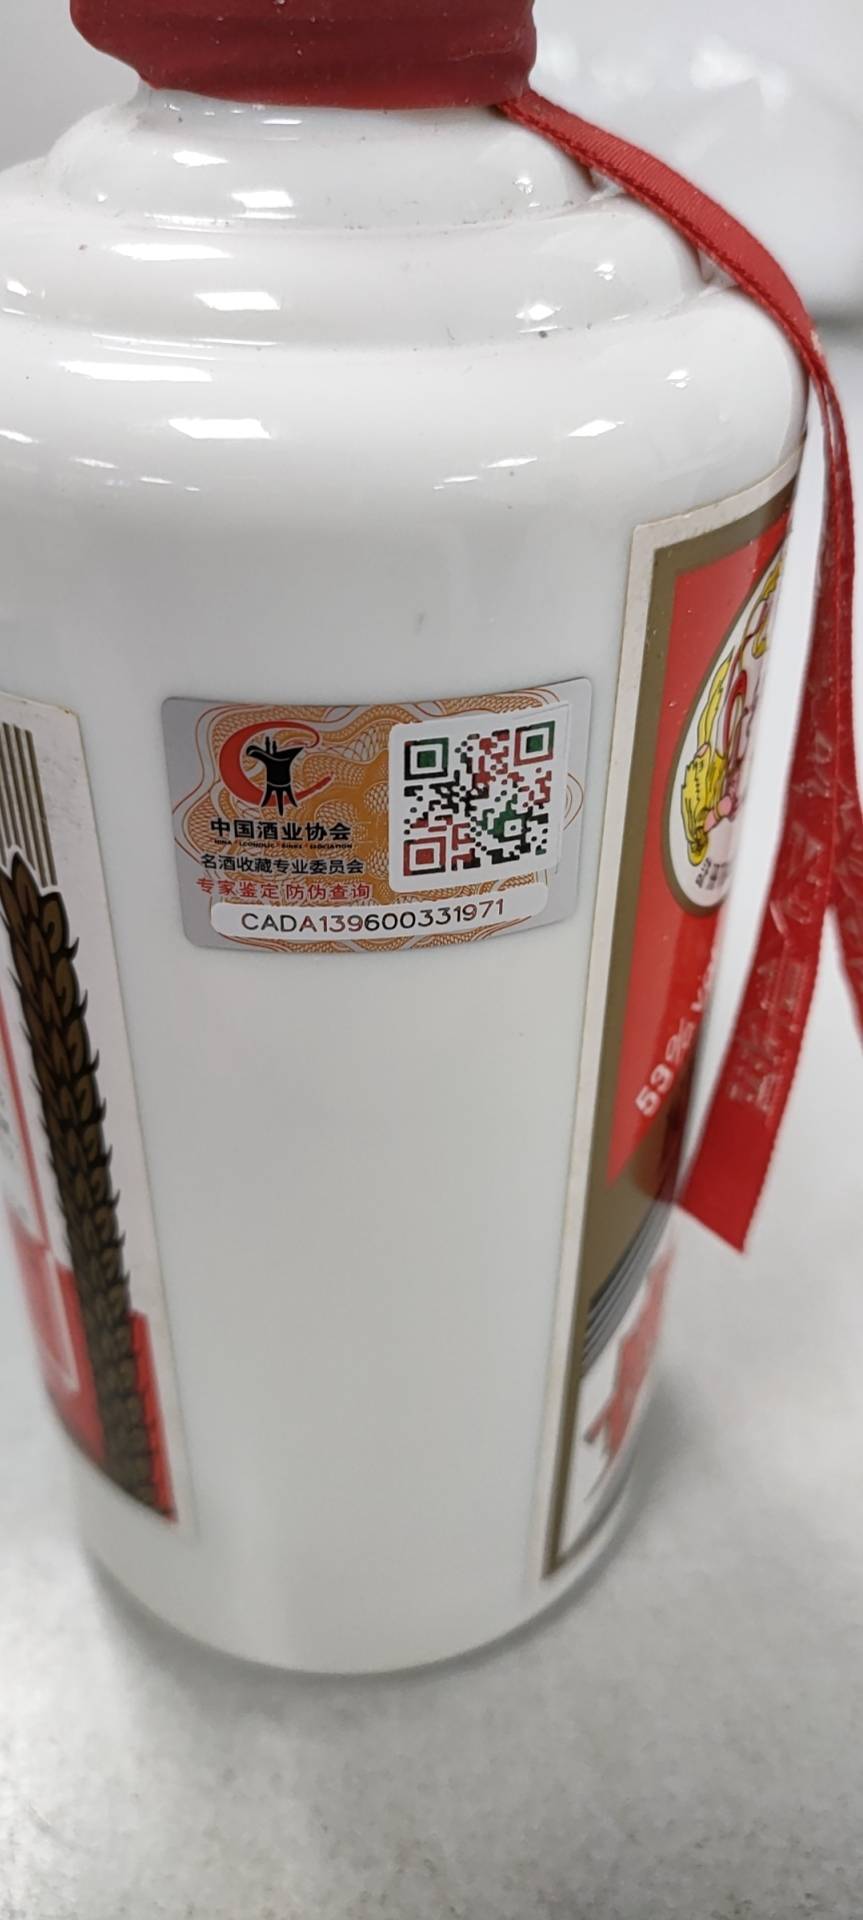 中国酒业协会
名酒收藏专业委员会
专家鉴定 防伪查询
CADA139600331971
53%